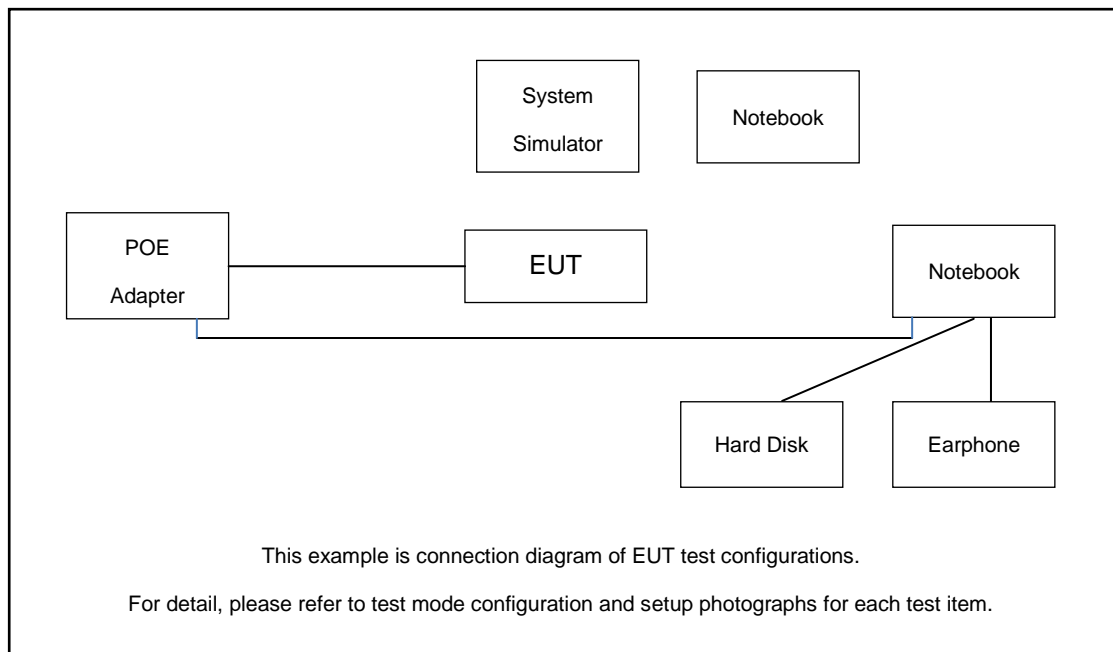 System
Simulator
Notebook
POE
Adapter
EUT
Notebook
Hard Disk
Earphone
This example is connection diagram of EUT test configurations.
For detail, please refer to test mode configuration and setup photographs for each test item.